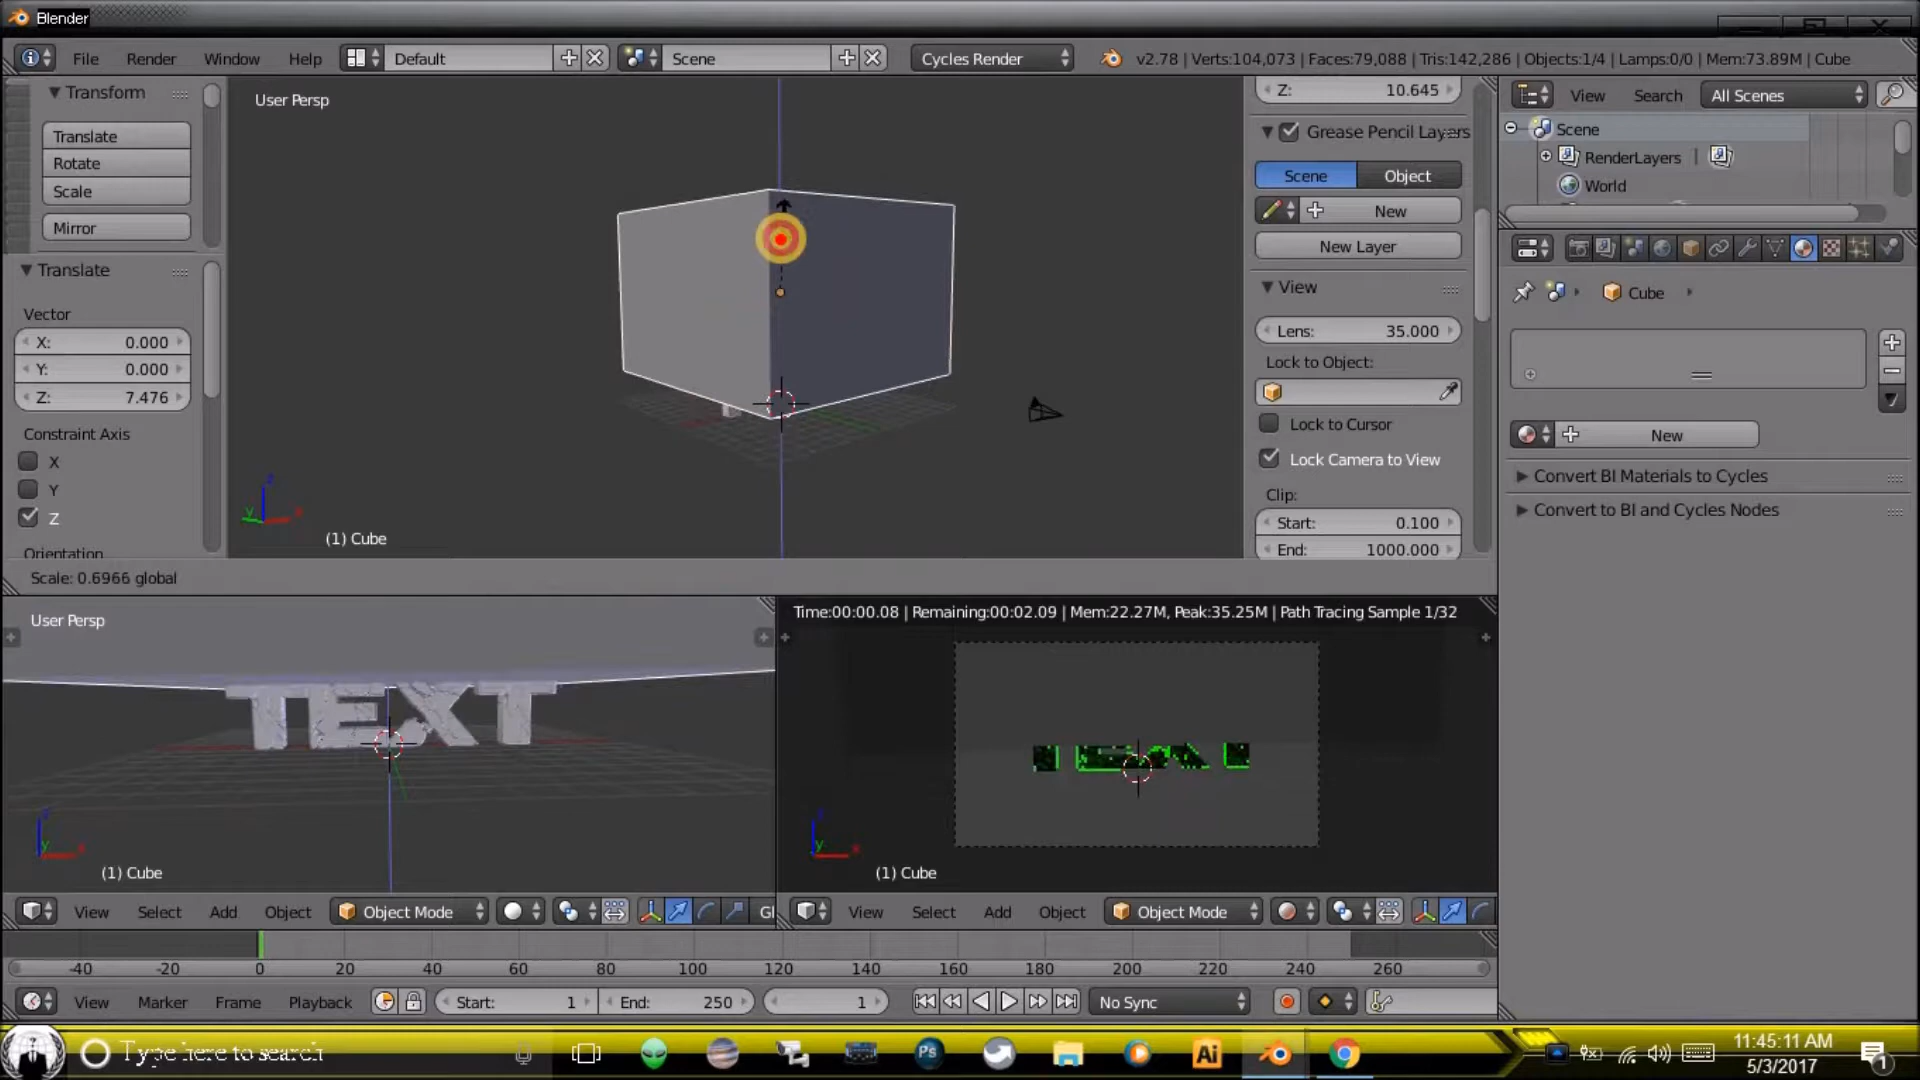 Blender
File Render Window Help Default Scene Cycles Render v2.78 | Verts:104,073 | Faces:79,088 | Tris:142,286 | Objects:1/4 | Lamps:0/0 | Mem:73.89M | Cube
Transform
Translate
Rotate
Scale
Mirror
Translate
Vector
X: 0.000
Y: 0.000
Z: 7.476
Constraint Axis
X
Y
Z
Orientation
User Persp
(1) Cube
Z: 10.645
Grease Pencil Layers
Scene Object
New
New Layer
View
Lens: 35.000
Lock to Object:
Lock to Cursor
Lock Camera to View
Clip:
Start: 0.100
End: 1000.000
View Search All Scenes
Scene
RenderLayers
World
Cube
New
Convert BI Materials to Cycles
Convert to BI and Cycles Nodes
Scale: 0.6966 global
User Persp
TEXT
(1) Cube
Time:00:00.08 | Remaining:00:02.09 | Mem:22.27M, Peak:35.25M | Path Tracing Sample 1/32
(1) Cube
View Select Add Object Object Mode Gl
View Select Add Object Object Mode
-40 -20 0 20 40 60 80 100 120 140 160 180 200 220 240 260
View Marker Frame Playback Start: 1 End: 250 1 No Sync
Type here to search
Ps
Ai
11:45:11 AM
5/3/2017
1